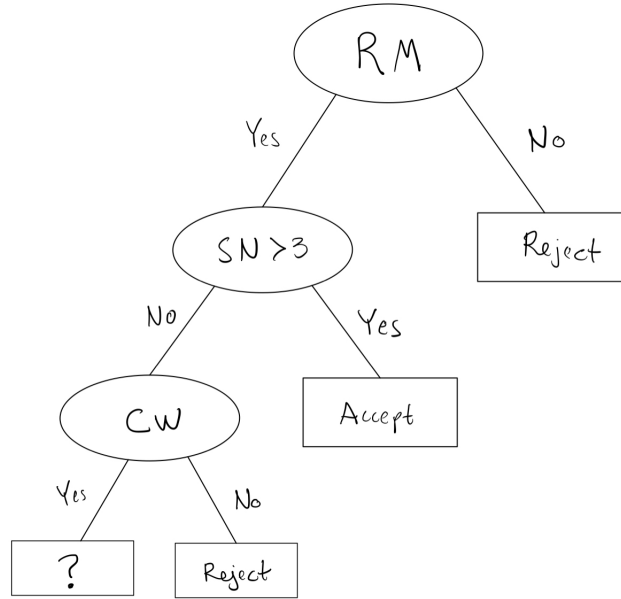 RM
Yes
No
SN>3
Reject
No
Yes
CW
Accept
Yes
No
?
Reject